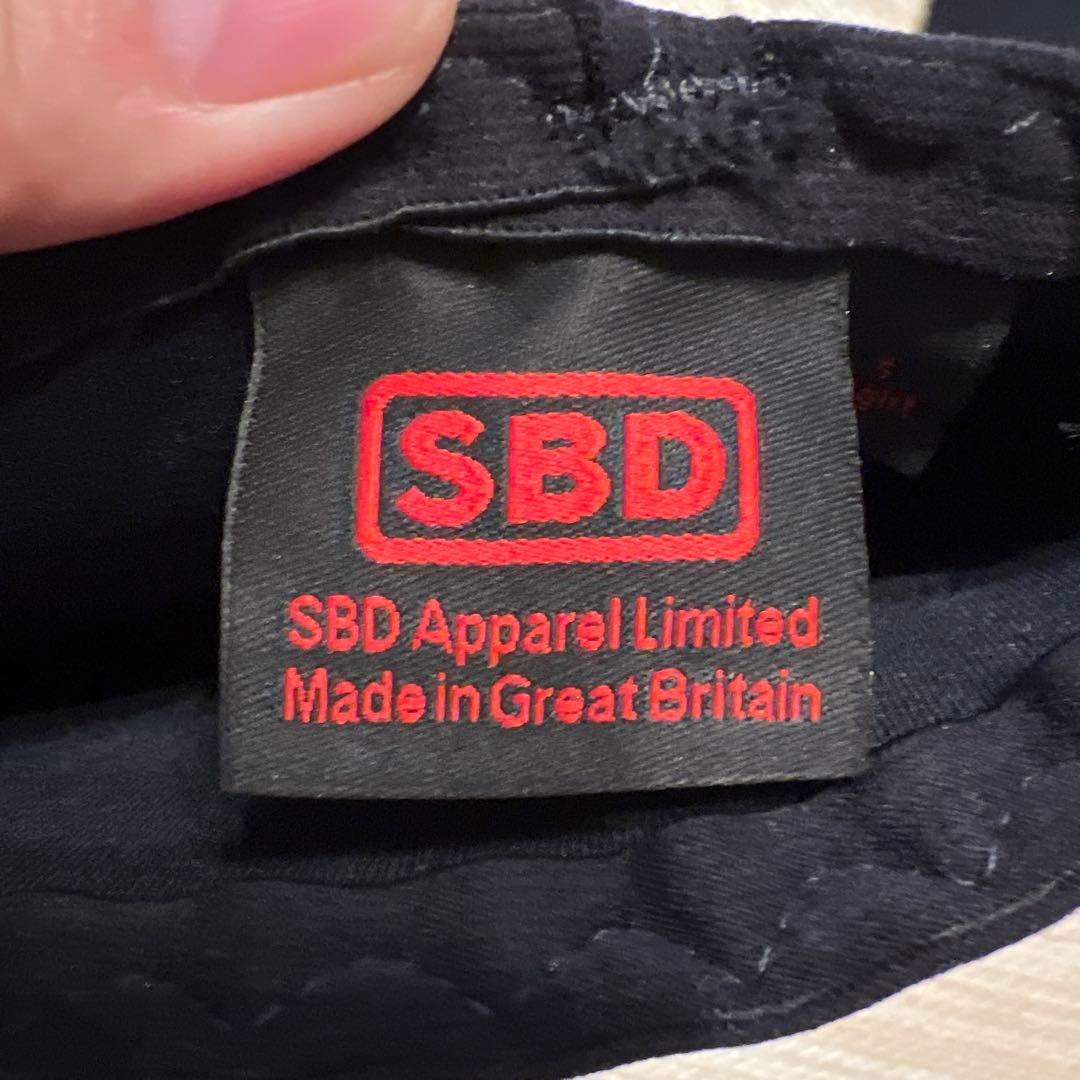 SBD
SBD Apparel Limited
Made in Great Britain